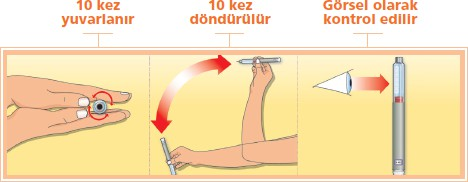 10 kez
yuvarlanır
10 kez
döndürülür
Görsel olarak
kontrol edilir